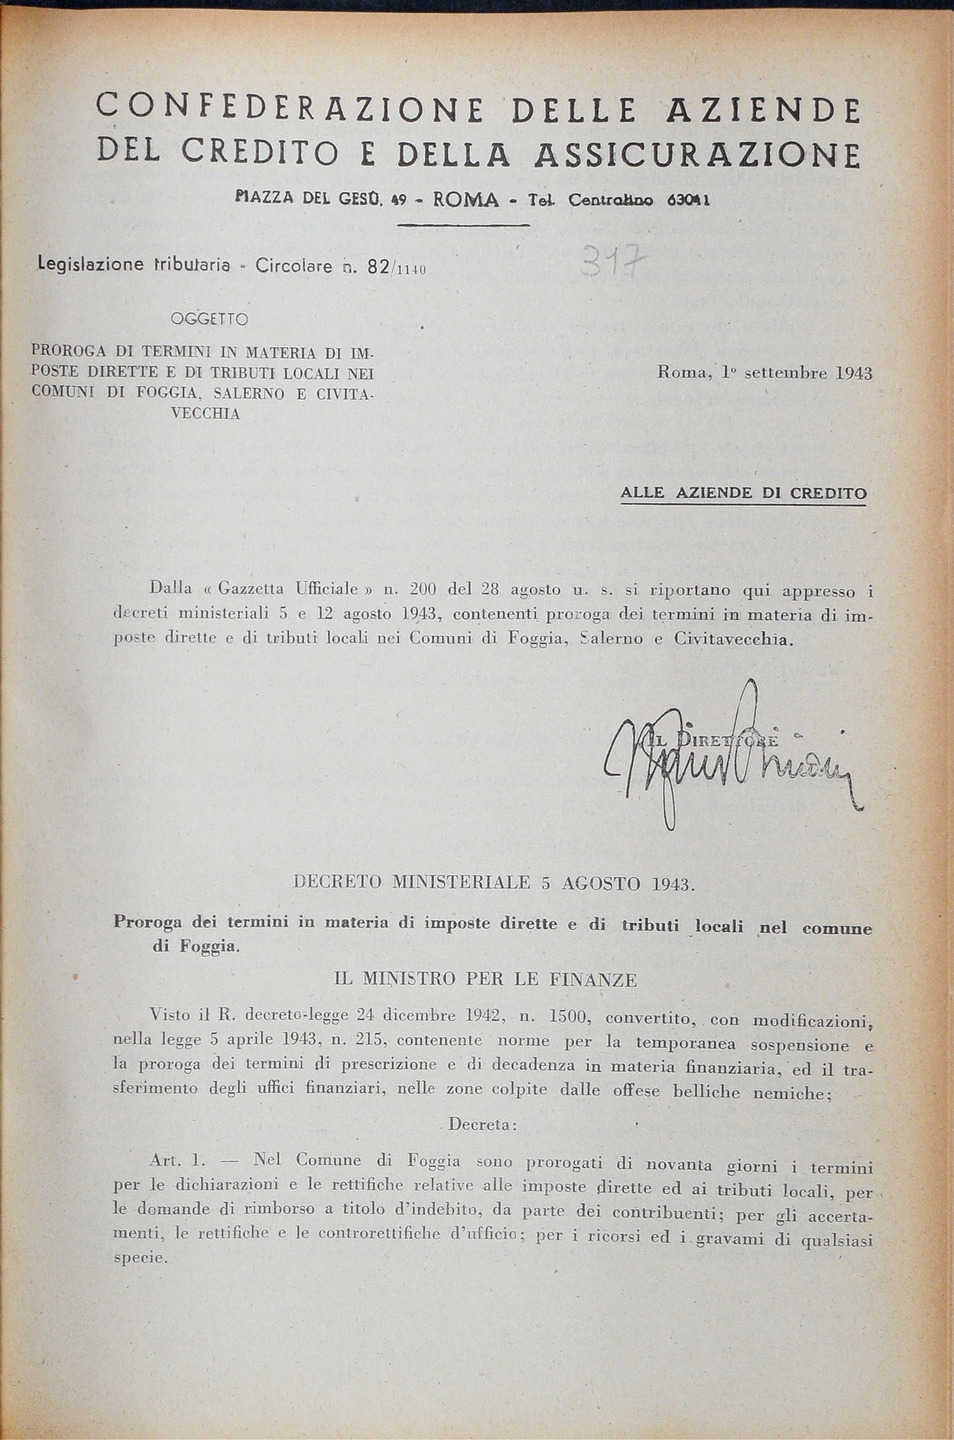 CONFEDERAZIONE DELLE AZIENDE
DEL CREDITO E DELLA ASSICURAZIONE
PIAZZA DEL GESÙ, 49 - ROMA - Tel. Centralino 63041
Legislazione tributaria - Circolare n. 82/1140
317
OGGETTO
PROROGA DI TERMINI IN MATERIA DI IM-
POSTE DIRETTE E DI TRIBUTI LOCALI NEI
COMUNI DI FOGGIA, SALERNO E CIVITA-
VECCHIA
Roma, 1º settembre 1943
ALLE AZIENDE DI CREDITO
Dalla « Gazzetta Ufficiale » n. 200 del 28 agosto u. s. si riportano qui appresso i
decreti ministeriali 5 e 12 agosto 1943, contenenti proroga dei termini in materia di im-
poste dirette e di tributi locali nei Comuni di Foggia, Salerno e Civitavecchia.
IL DIRETTORE
DECRETO MINISTERIALE 5 AGOSTO 1943.
Proroga dei termini in materia di imposte dirette e di tributi locali nel comune
di Foggia.
IL MINISTRO PER LE FINANZE
Visto il R. decreto-legge 24 dicembre 1942, n. 1500, convertito, con modificazioni,
nella legge 5 aprile 1943, n. 215, contenente norme per la temporanea sospensione e
la proroga dei termini di prescrizione e di decadenza in materia finanziaria, ed il tra-
sferimento degli uffici finanziari, nelle zone colpite dalle offese belliche nemiche;
Decreta:
Art. 1. — Nel Comune di Foggia sono prorogati di novanta giorni i termini
per le dichiarazioni e le rettifiche relative alle imposte dirette ed ai tributi locali, per
le domande di rimborso a titolo d'indebito, da parte dei contribuenti; per gli accerta-
menti, le rettifiche e le controrettifiche d'ufficio; per i ricorsi ed i gravami di qualsiasi
specie.